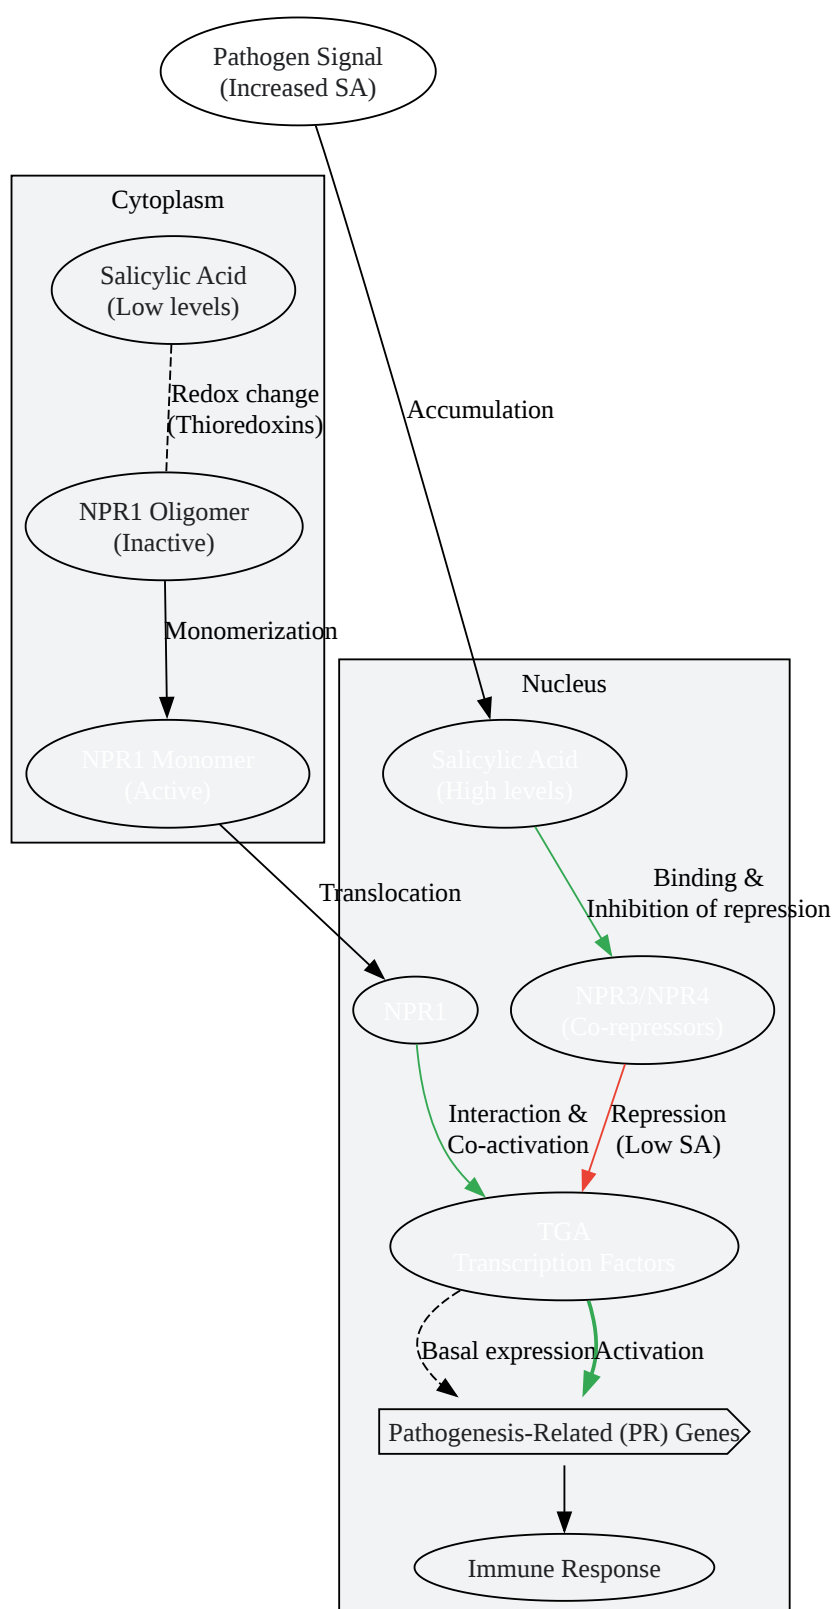 Pathogen Signal
(Increased SA)
Cytoplasm
Salicylic Acid
(Low levels)
Redox change
(Thioredoxins)
Accumulation
NPR1 Oligomer
(Inactive)
Monomerization
Nucleus
NPR1 Monomer
(Active)
Salicylic Acid
(High levels)
Translocation
Binding &
Inhibition of repression
NPR1
NPR3/NPR4
(Co-repressors)
Interaction &
Co-activation
Repression
(Low SA)
TGA
Transcription Factors
Basal expression
Activation
Pathogenesis-Related (PR) Genes
Immune Response